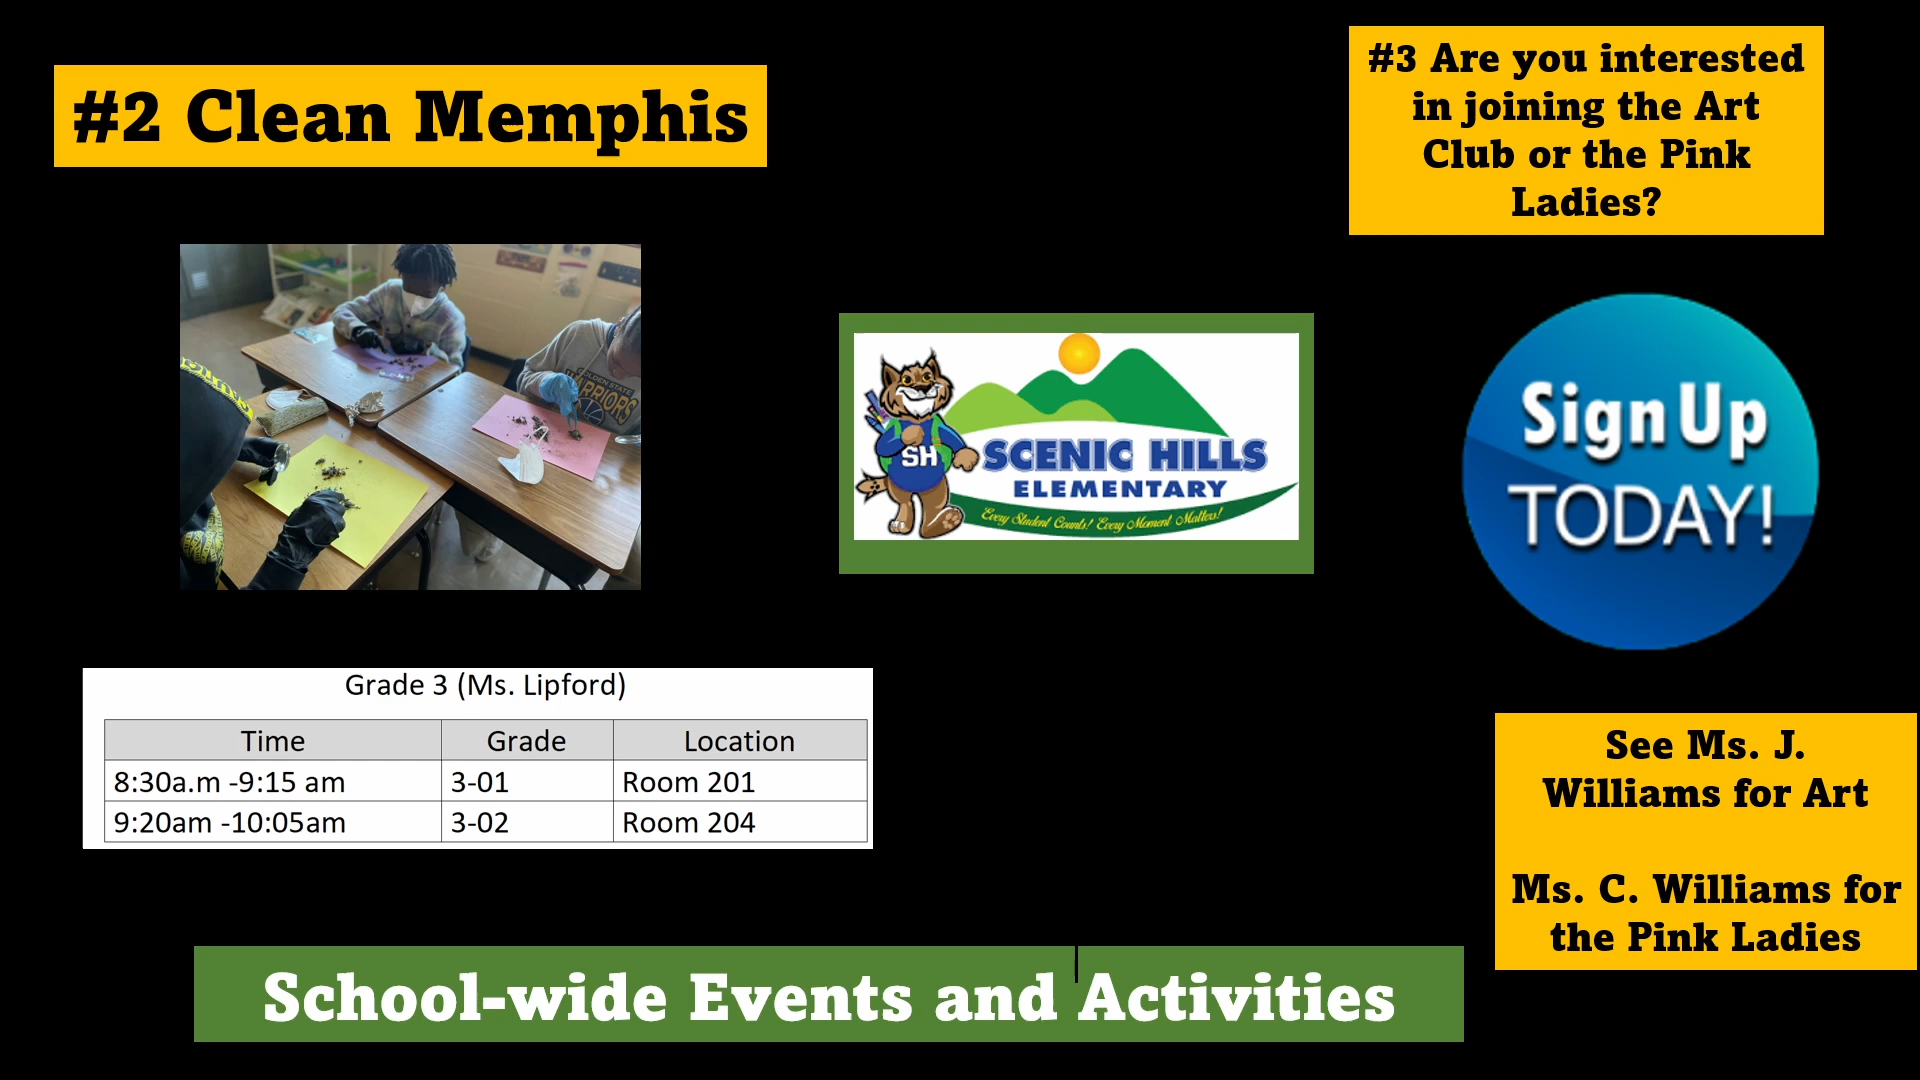 #2 Clean Memphis
#3 Are you interested
in joining the Art
Club or the Pink
Ladies?
WARRIORS
SH
SCENIC HILLS
ELEMENTARY
Every Student Counts! Every Moment Matters!
Sign Up
TODAY!
Grade 3 (Ms. Lipford)
Time Grade Location
8:30a.m -9:15 am 3-01 Room 201
9:20am -10:05am 3-02 Room 204
See Ms. J.
Williams for Art
Ms. C. Williams for
the Pink Ladies
School-wide Events and Activities